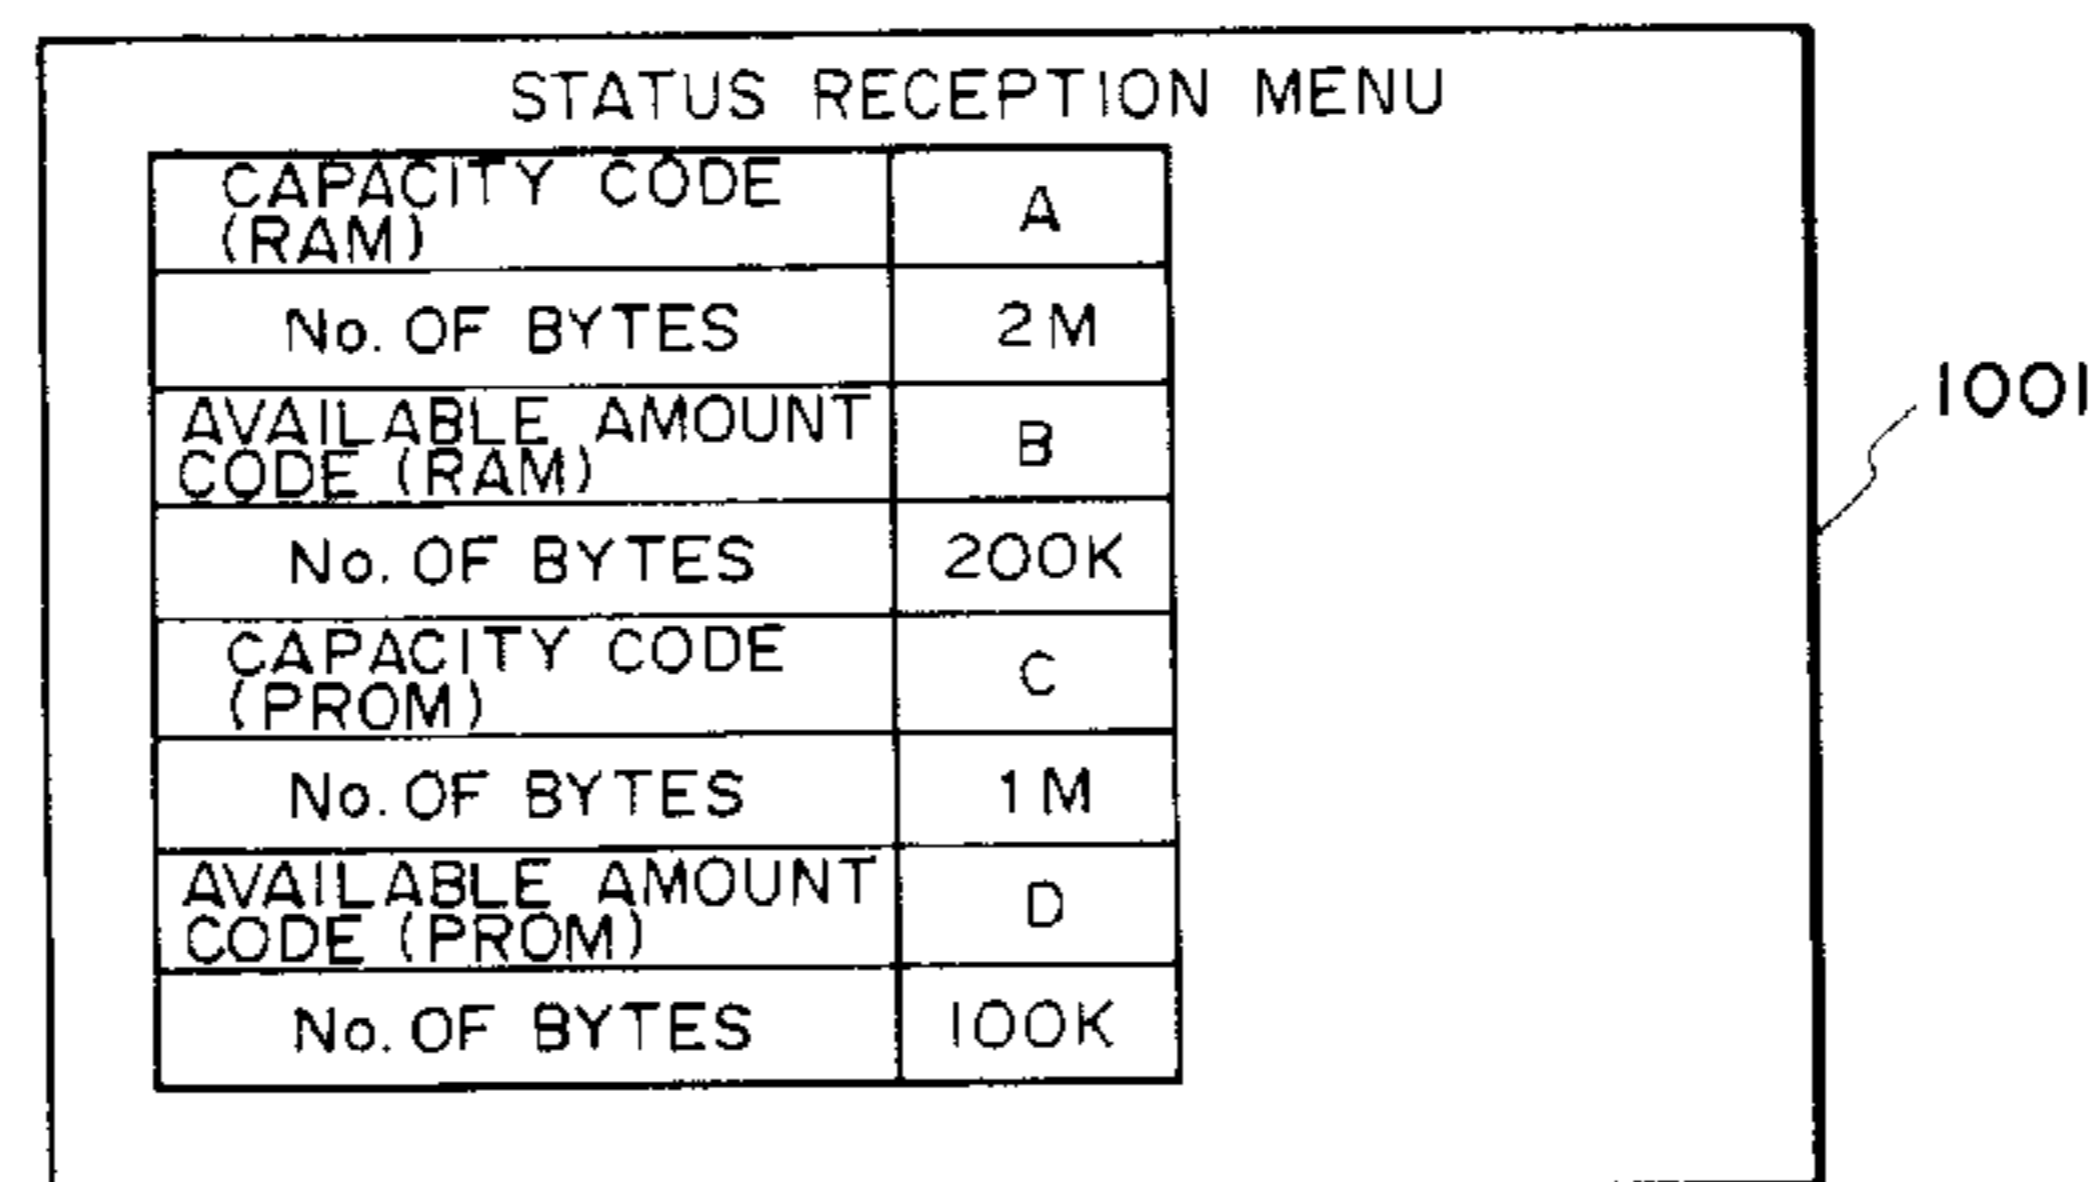 STATUS RECEPTION MENU
CAPACITY CODE
(RAM)
A
No. OF BYTES
2M
AVAILABLE AMOUNT
CODE (RAM)
B
No. OF BYTES
200K
CAPACITY CODE
(PROM)
C
No. OF BYTES
1M
AVAILABLE AMOUNT
CODE (PROM)
D
No. OF BYTES
100K
1001